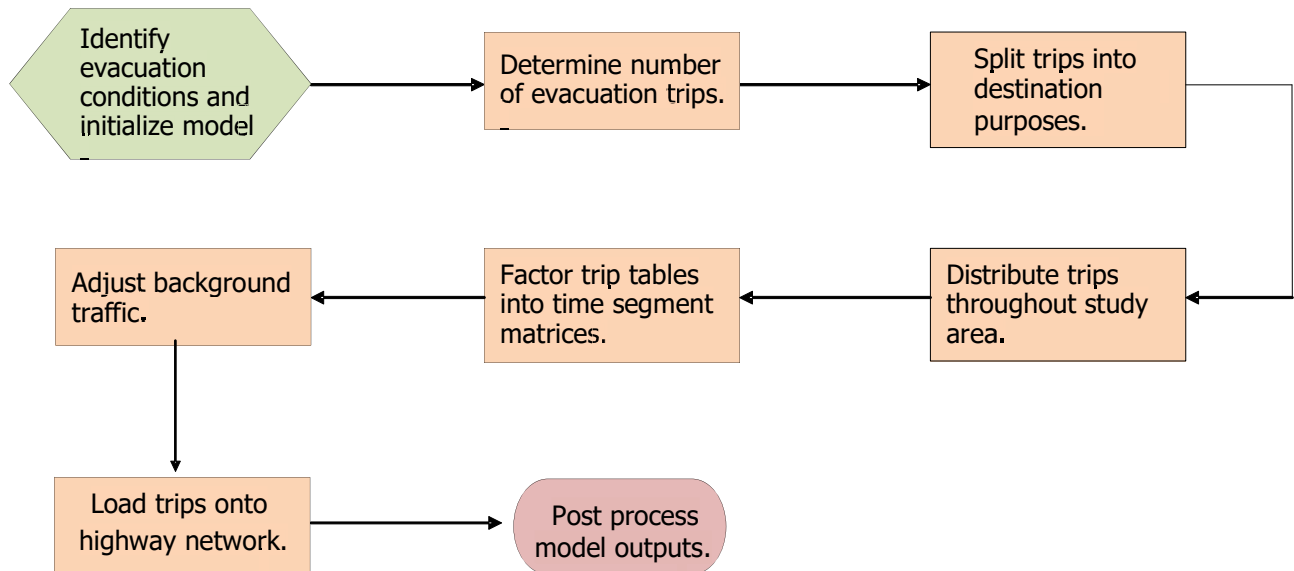 Identify
evacuation
conditions and
initialize model
.
Determine number
of evacuation trips.
Split trips into
destination
purposes.
Adjust background
traffic.
Factor trip tables
into time segment
matrices.
Distribute trips
throughout study
area.
Load trips onto
highway network.
Post process
model outputs.